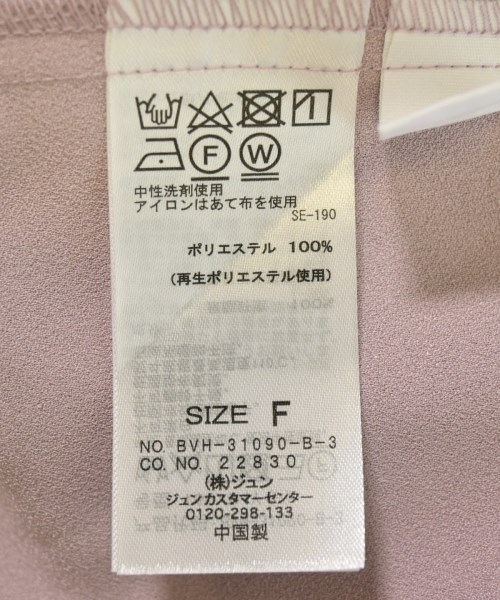 F W
中性洗剤使用
アイロンはあて布を使用
SE-190
ポリエステル 100%
(再生ポリエステル使用)
SIZE F
NO. BVH-31090-B-3
CO. NO. 22830
(株)ジュン
ジュンカスタマーセンター
0120-298-133
中国製